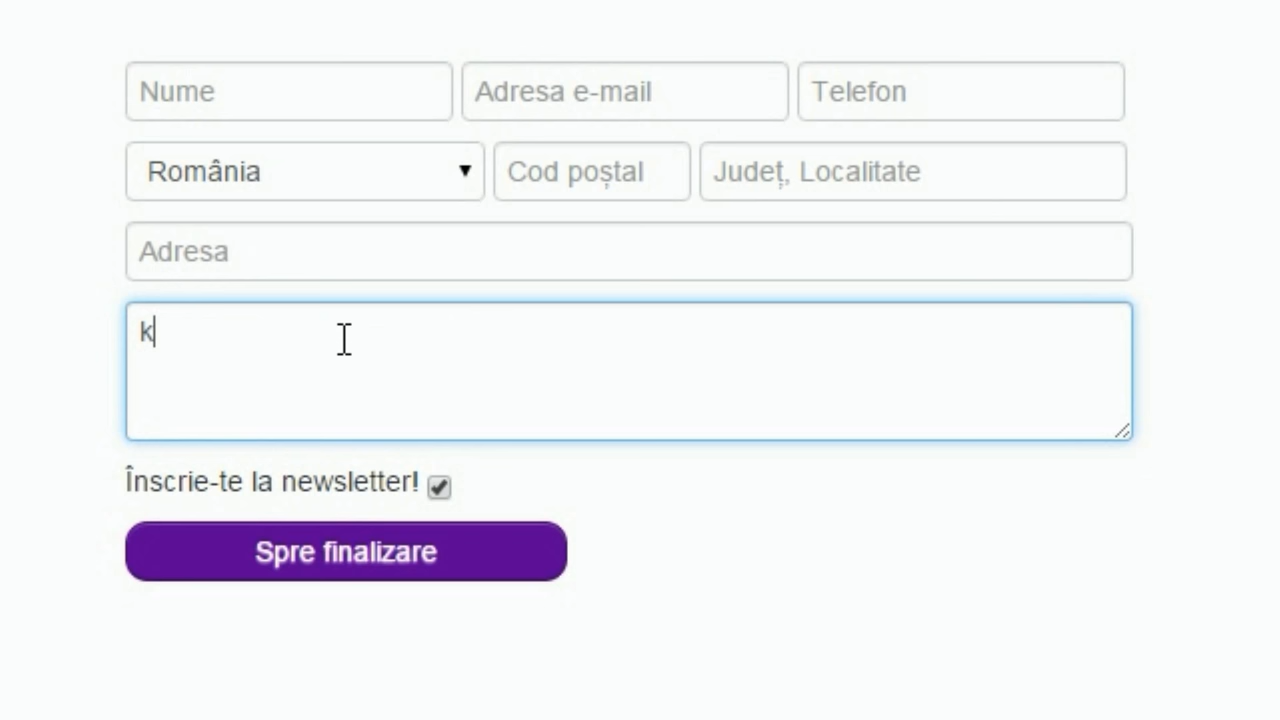 Nume Adresa e-mail Telefon
România Cod poștal Județ, Localitate
Adresa
k
Înscrie-te la newsletter!
Spre finalizare